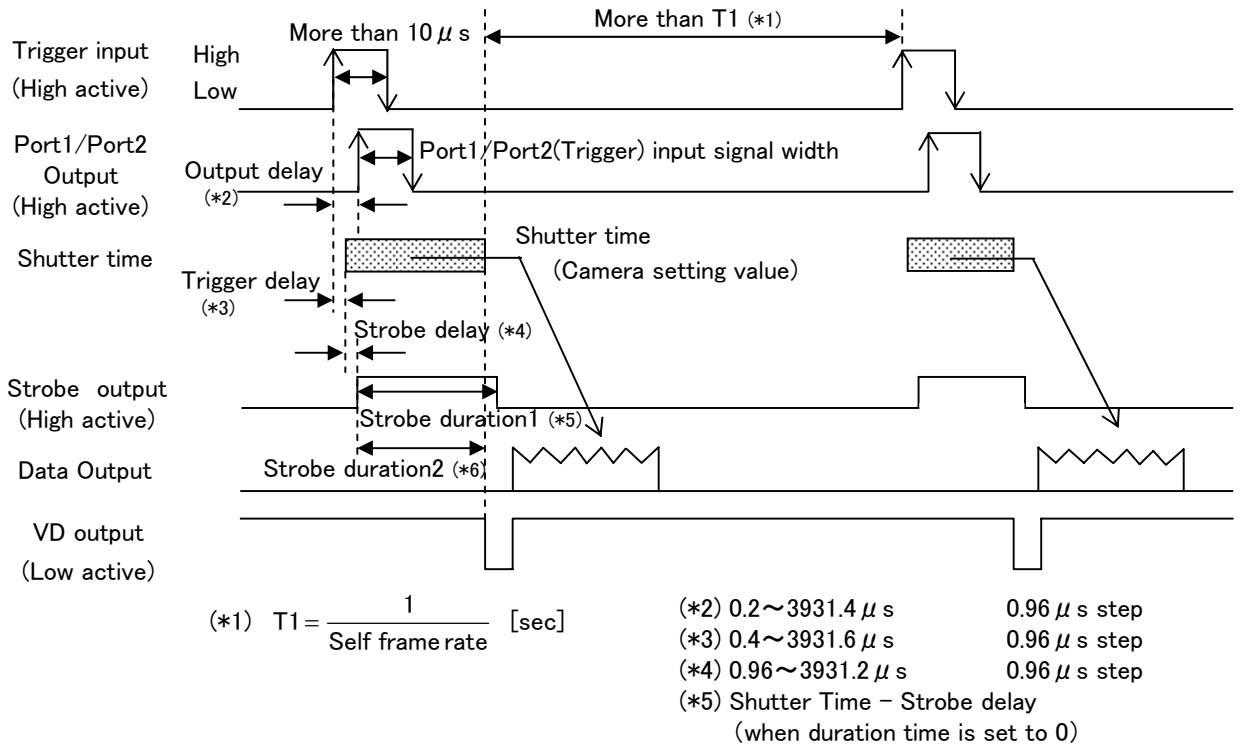 More than T1 (*1)
More than 10 μ s
Trigger input
(High active)
High
Low
Port1/Port2
Output
(High active)
Output delay
(*2)
Port1/Port2(Trigger) input signal width
Shutter time
Shutter time
(Camera setting value)
Trigger delay
(*3)
Strobe delay (*4)
Strobe output
(High active)
Strobe duration1 (*5)
Strobe duration2 (*6)
Data Output
VD output
(Low active)
(*1) T1= 1 / Self frame rate [sec]
(*2) 0.2～3931.4 μ s 0.96 μ s step
(*3) 0.4～3931.6 μ s 0.96 μ s step
(*4) 0.96～3931.2 μ s 0.96 μ s step
(*5) Shutter Time - Strobe delay
(when duration time is set to 0)